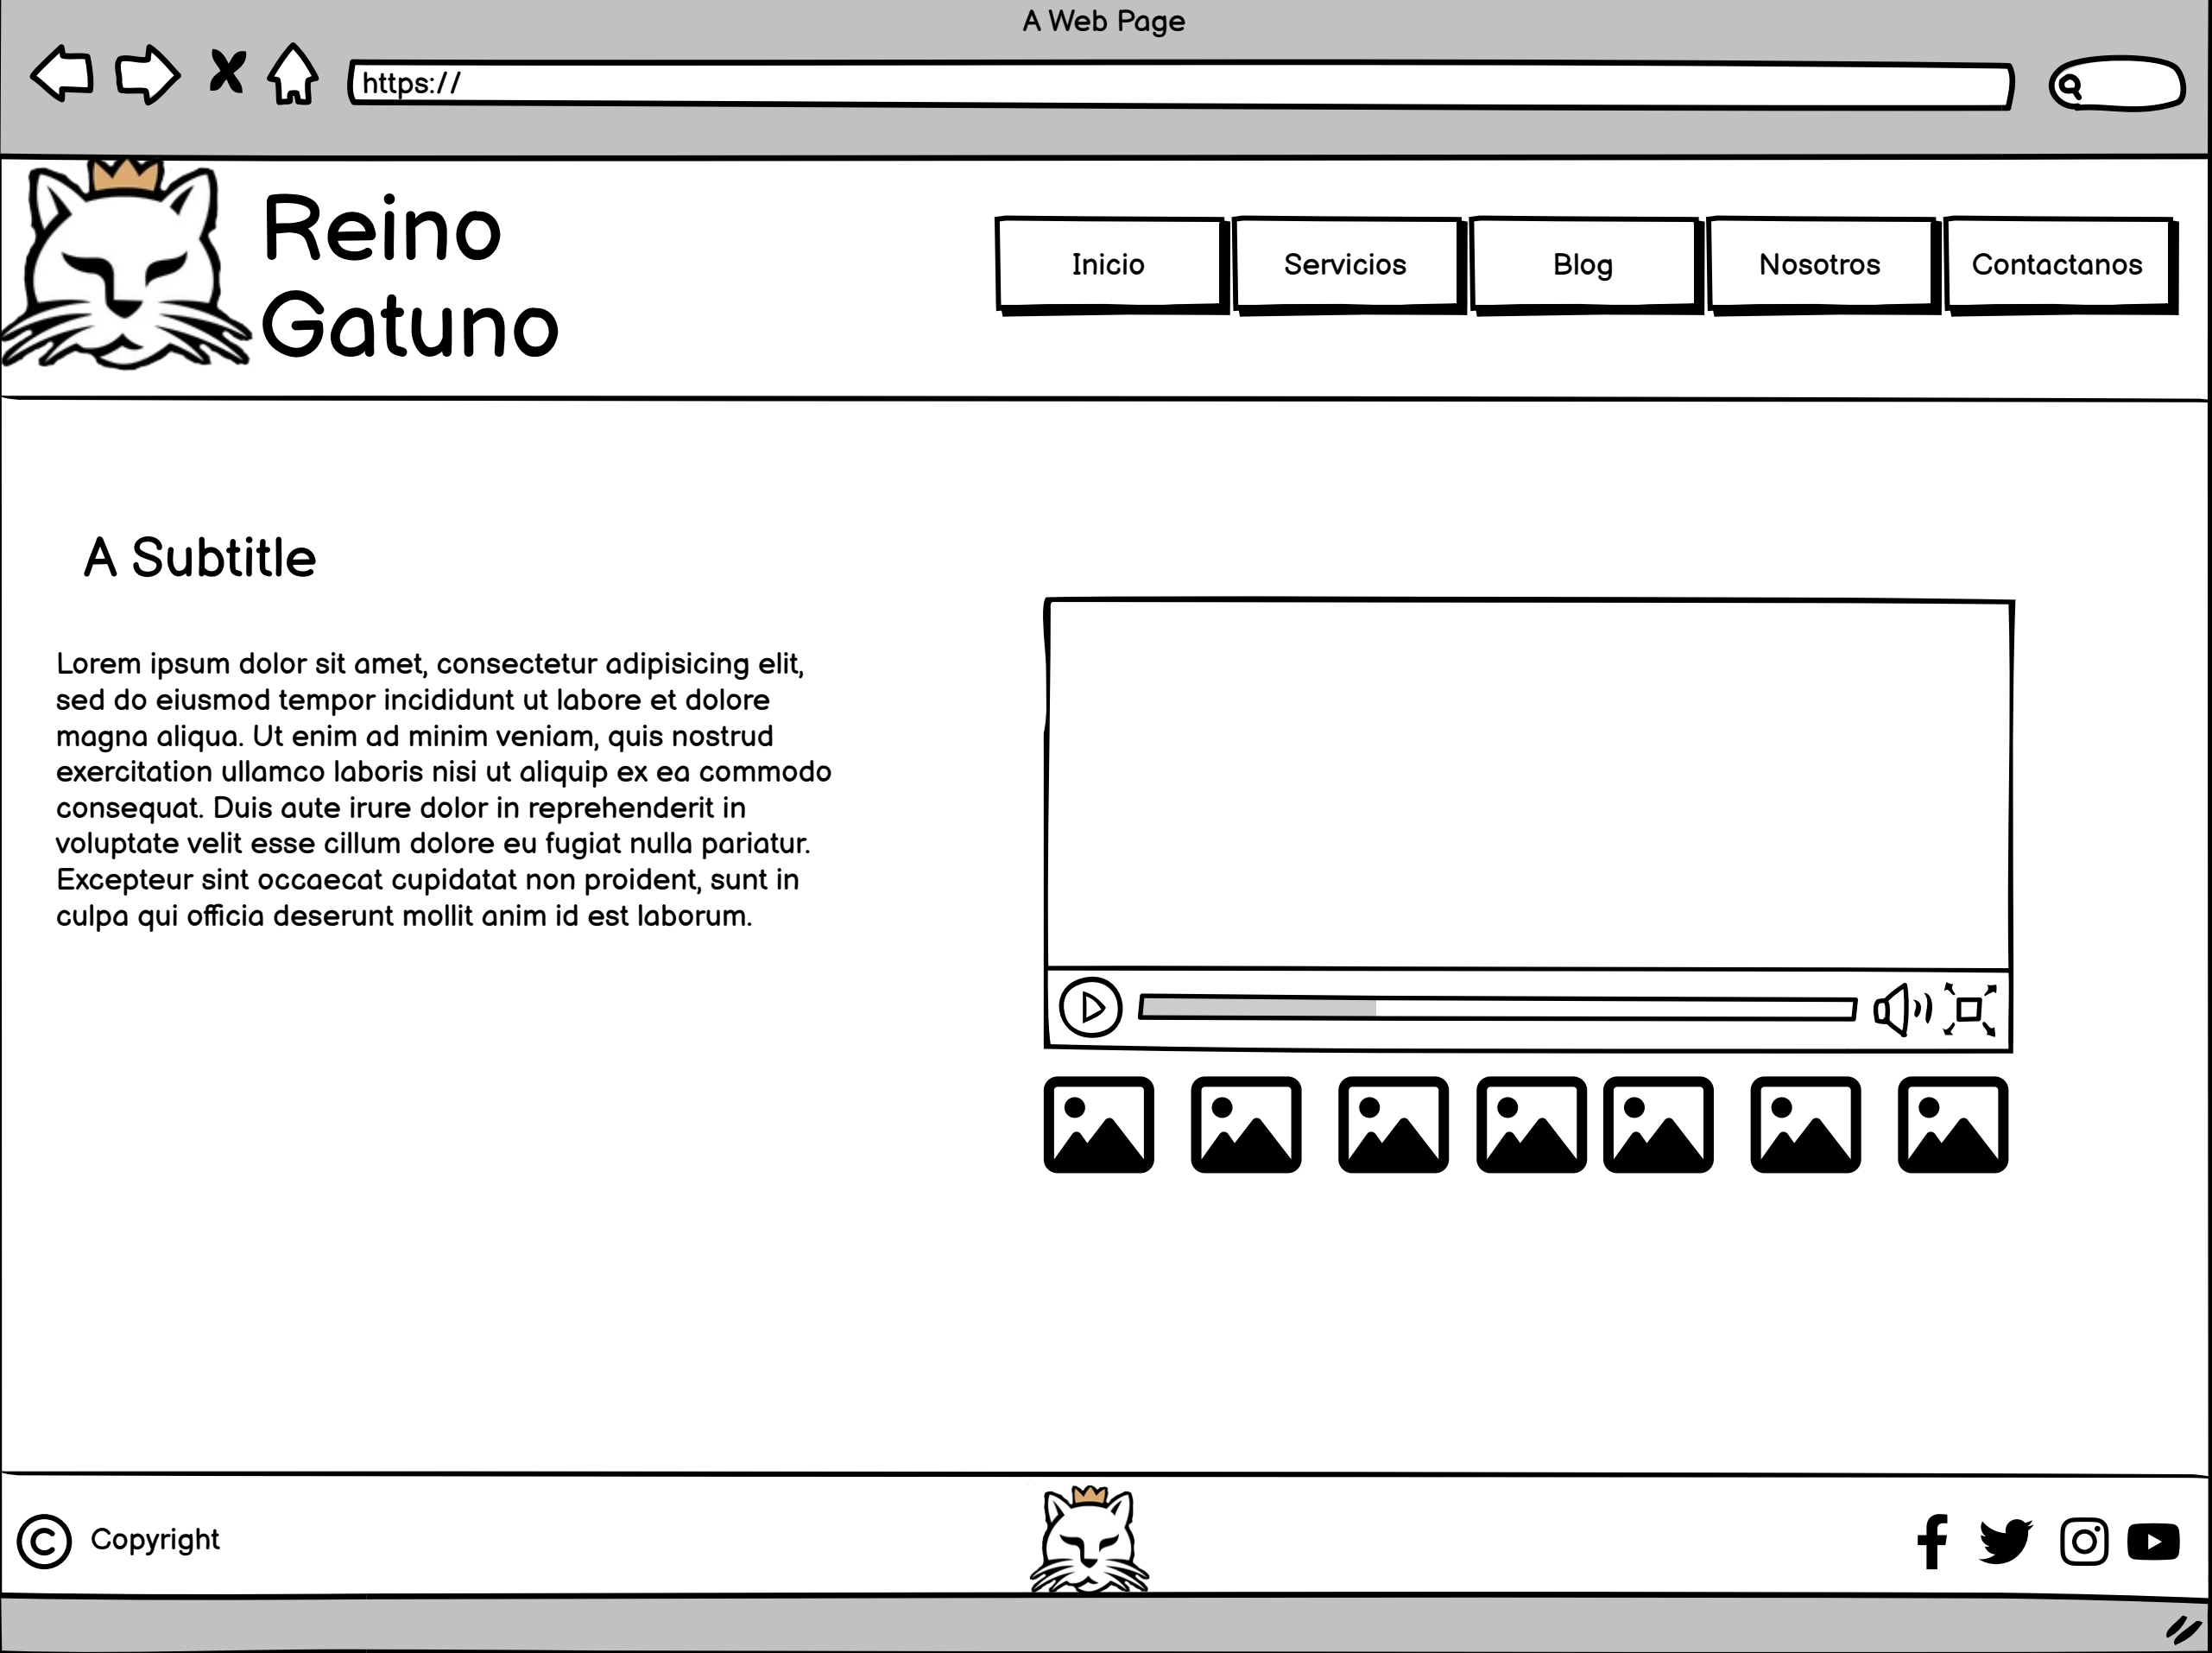 A Web Page
https://
Reino
Gatuno
Inicio
Servicios
Blog
Nosotros
Contactanos
A Subtitle
Lorem ipsum dolor sit amet, consectetur adipisicing elit,
sed do eiusmod tempor incididunt ut labore et dolore
magna aliqua. Ut enim ad minim veniam, quis nostrud
exercitation ullamco laboris nisi ut aliquip ex ea commodo
consequat. Duis aute irure dolor in reprehenderit in
voluptate velit esse cillum dolore eu fugiat nulla pariatur.
Excepteur sint occaecat cupidatat non proident, sunt in
culpa qui officia deserunt mollit anim id est laborum.
© Copyright